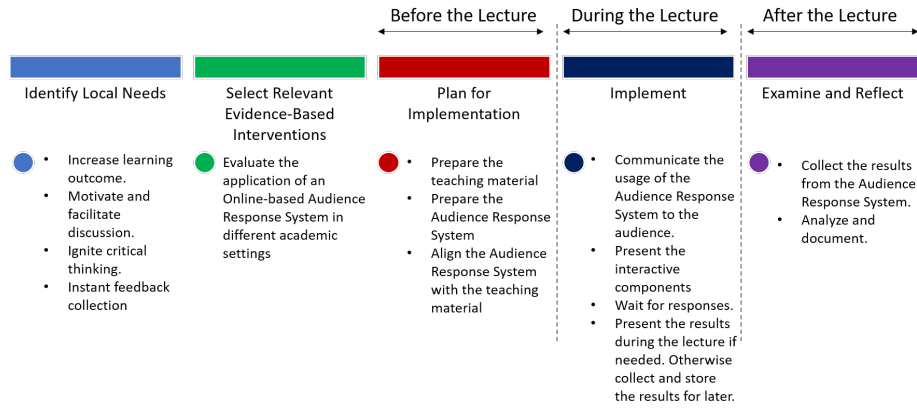 Before the Lecture
During the Lecture
After the Lecture
Identify Local Needs
• Increase learning
outcome.
• Motivate and
facilitate
discussion.
• Ignite critical
thinking.
• Instant feedback
collection
Select Relevant
Evidence-Based
Interventions
Evaluate the
application of an
Online-based Audience
Response System in
different academic
settings
Plan for
Implementation
• Prepare the
teaching material
• Prepare the
Audience Response
System
• Align the Audience
Response System
with the teaching
material
Implement
• Communicate the
usage of the
Audience Response
System to the
audience.
• Present the
interactive
components
• Wait for responses.
• Present the results
during the lecture if
needed. Otherwise
collect and store
the results for later.
Examine and Reflect
• Collect the results
from the Audience
Response System.
• Analyze and
document.